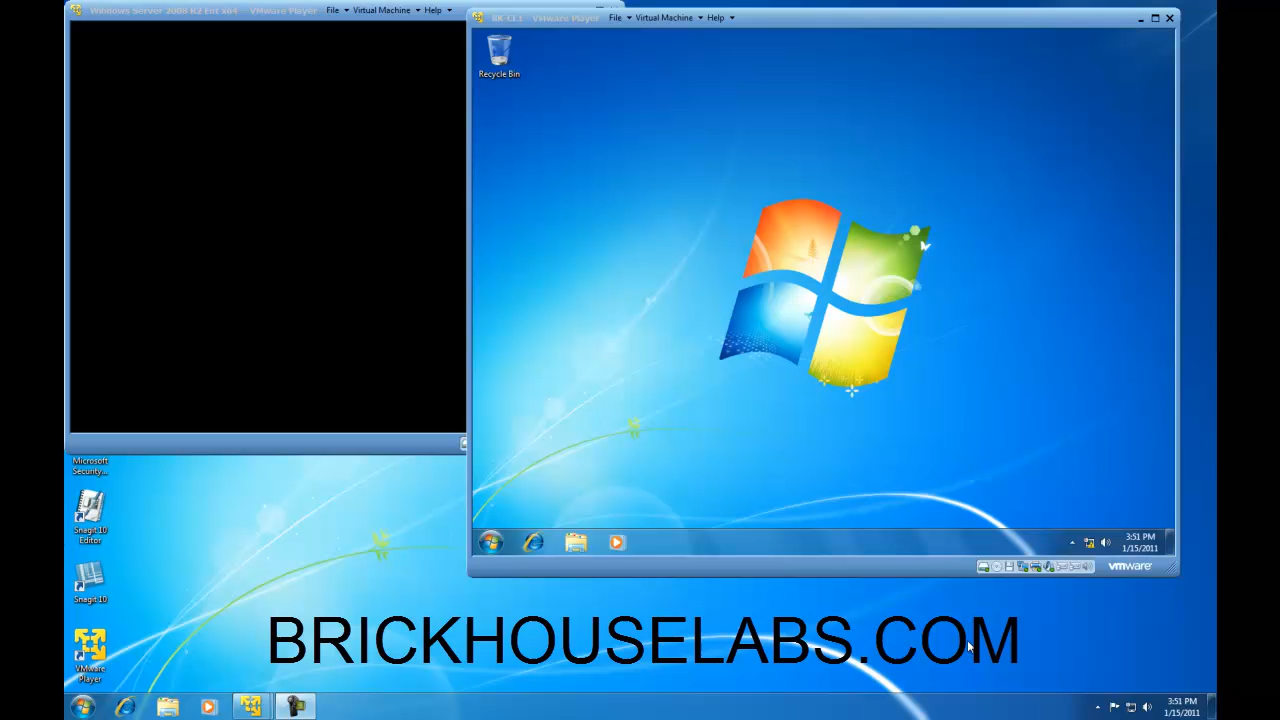 Windows Server 2008 R2 Ent x64 - VMware Player File Virtual Machine Help
VMware Player File Virtual Machine Help
Recycle Bin
3:51 PM
1/15/2011
vmware
Microsoft
Security...
Snagit 10
Editor
Snagit 10
VMware
Player
BRICKHOUSELABS.COM
3:51 PM
1/15/2011